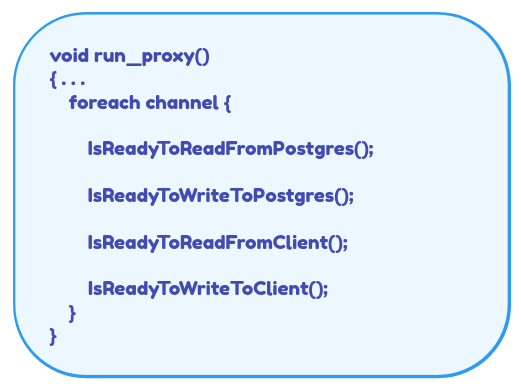 void run_proxy()
{ . . .
foreach channel {
IsReadyToReadFromPostgres();
IsReadyToWriteToPostgres();
IsReadyToReadFromClient();
IsReadyToWriteToClient();
}
}